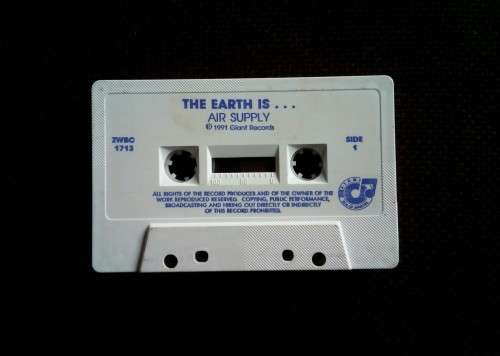 THE EARTH IS . . .
AIR SUPPLY
© 1991 Giant Records
2WBC
1713
SIDE
1
ALL RIGHTS OF THE RECORD PRODUCES AND OF THE OWNER OF THE
WORK REPRODUCED RESERVED. COPYING, PUBLIC PERFORMANCE,
BROADCASTING AND HIRING OUT DIRECTLY OR INDIRECTLY
OF THIS RECORD PROHIBITED.